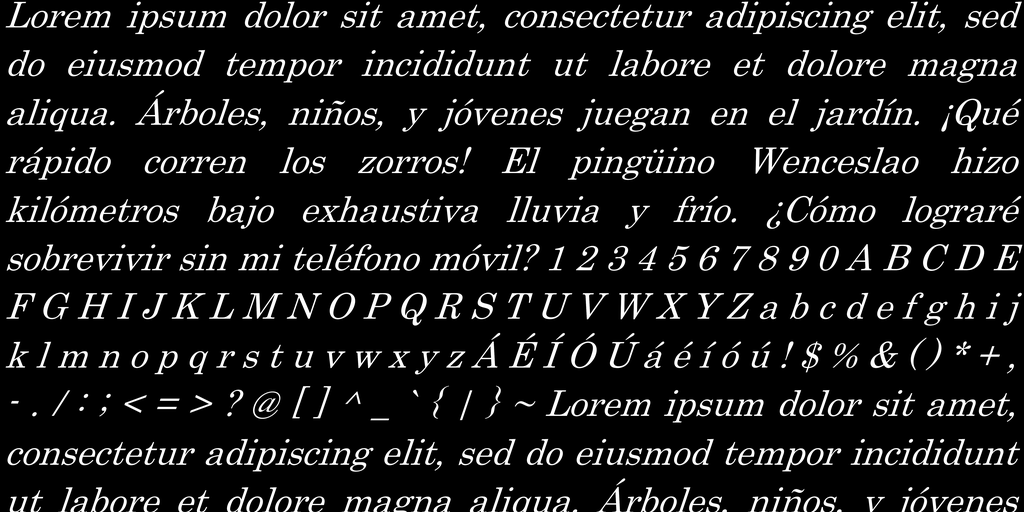 Lorem ipsum dolor sit amet, consectetur adipiscing elit, sed
do eiusmod tempor incididunt ut labore et dolore magna
aliqua. Árboles, niños, y jóvenes juegan en el jardín. ¡Qué
rápido corren los zorros! El pingüino Wenceslao hizo
kilómetros bajo exhaustiva lluvia y frío. ¿Cómo lograré
sobrevivir sin mi teléfono móvil? 1 2 3 4 5 6 7 8 9 0 A B C D E
F G H I J K L M N O P Q R S T U V W X Y Z a b c d e f g h i j
k l m n o p q r s t u v w x y z Á É Í Ó Ú á é í ó ú ! $ % & ( ) * + ,
- . / : ; < = > ? @ [ ] ^ _ ` { | } ~ Lorem ipsum dolor sit amet,
consectetur adipiscing elit, sed do eiusmod tempor incididunt
ut labore et dolore magna aliqua. Árboles, niños, y jóvenes